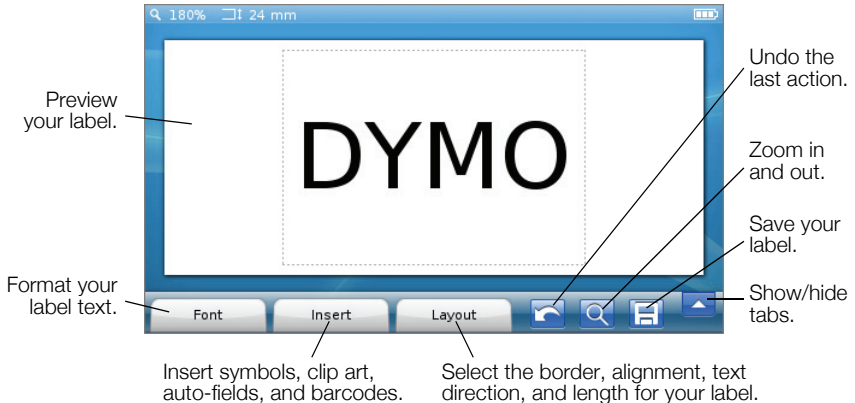 180% 24 mm
DYMO
Preview
your label.
Format your
label text.
Font Insert Layout
Insert symbols, clip art,
auto-fields, and barcodes.
Select the border, alignment, text
direction, and length for your label.
Undo the
last action.
Zoom in
and out.
Save your
label.
Show/hide
tabs.